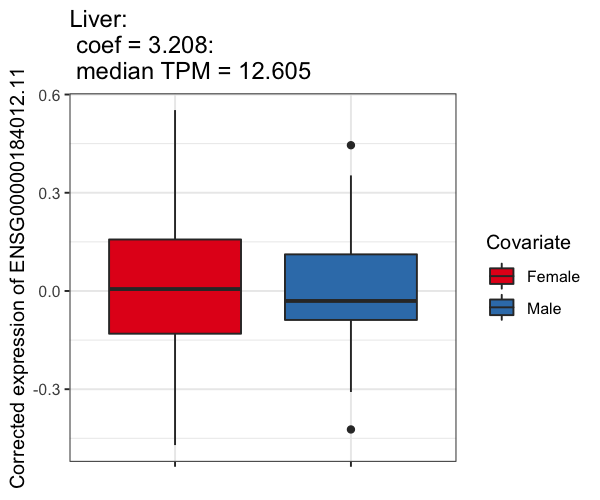 Liver:
coef = 3.208:
median TPM = 12.605
Corrected expression of ENSG00000184012.11
0.6
0.3
0.0
-0.3
Covariate
Female
Male